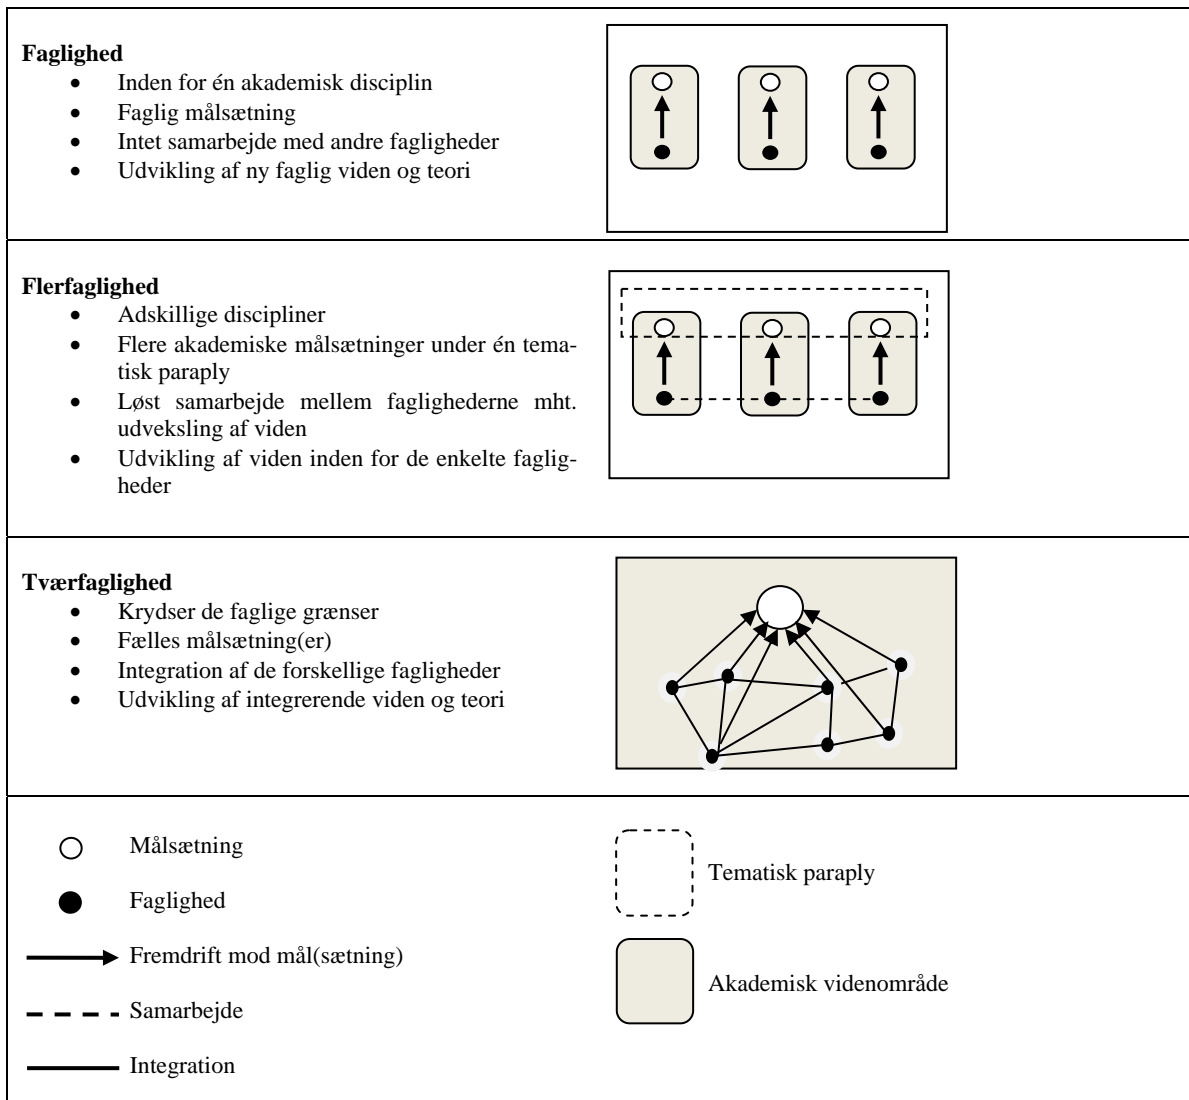 Faglighed
• Inden for én akademisk disciplin
• Faglig målsætning
• Intet samarbejde med andre fagligheder
• Udvikling af ny faglig viden og teori
Flerfaglighed
• Adskillige discipliner
• Flere akademiske målsætninger under én tema-
tisk paraply
• Løst samarbejde mellem faglighederne mht.
udveksling af viden
• Udvikling af viden inden for de enkelte faglig-
heder
Tværfaglighed
• Krydser de faglige grænser
• Fælles målsætning(er)
• Integration af de forskellige fagligheder
• Udvikling af integrerende viden og teori
Målsætning
Faglighed
Fremdrift mod mål(sætning)
Samarbejde
Integration
Tematisk paraply
Akademisk videnområde